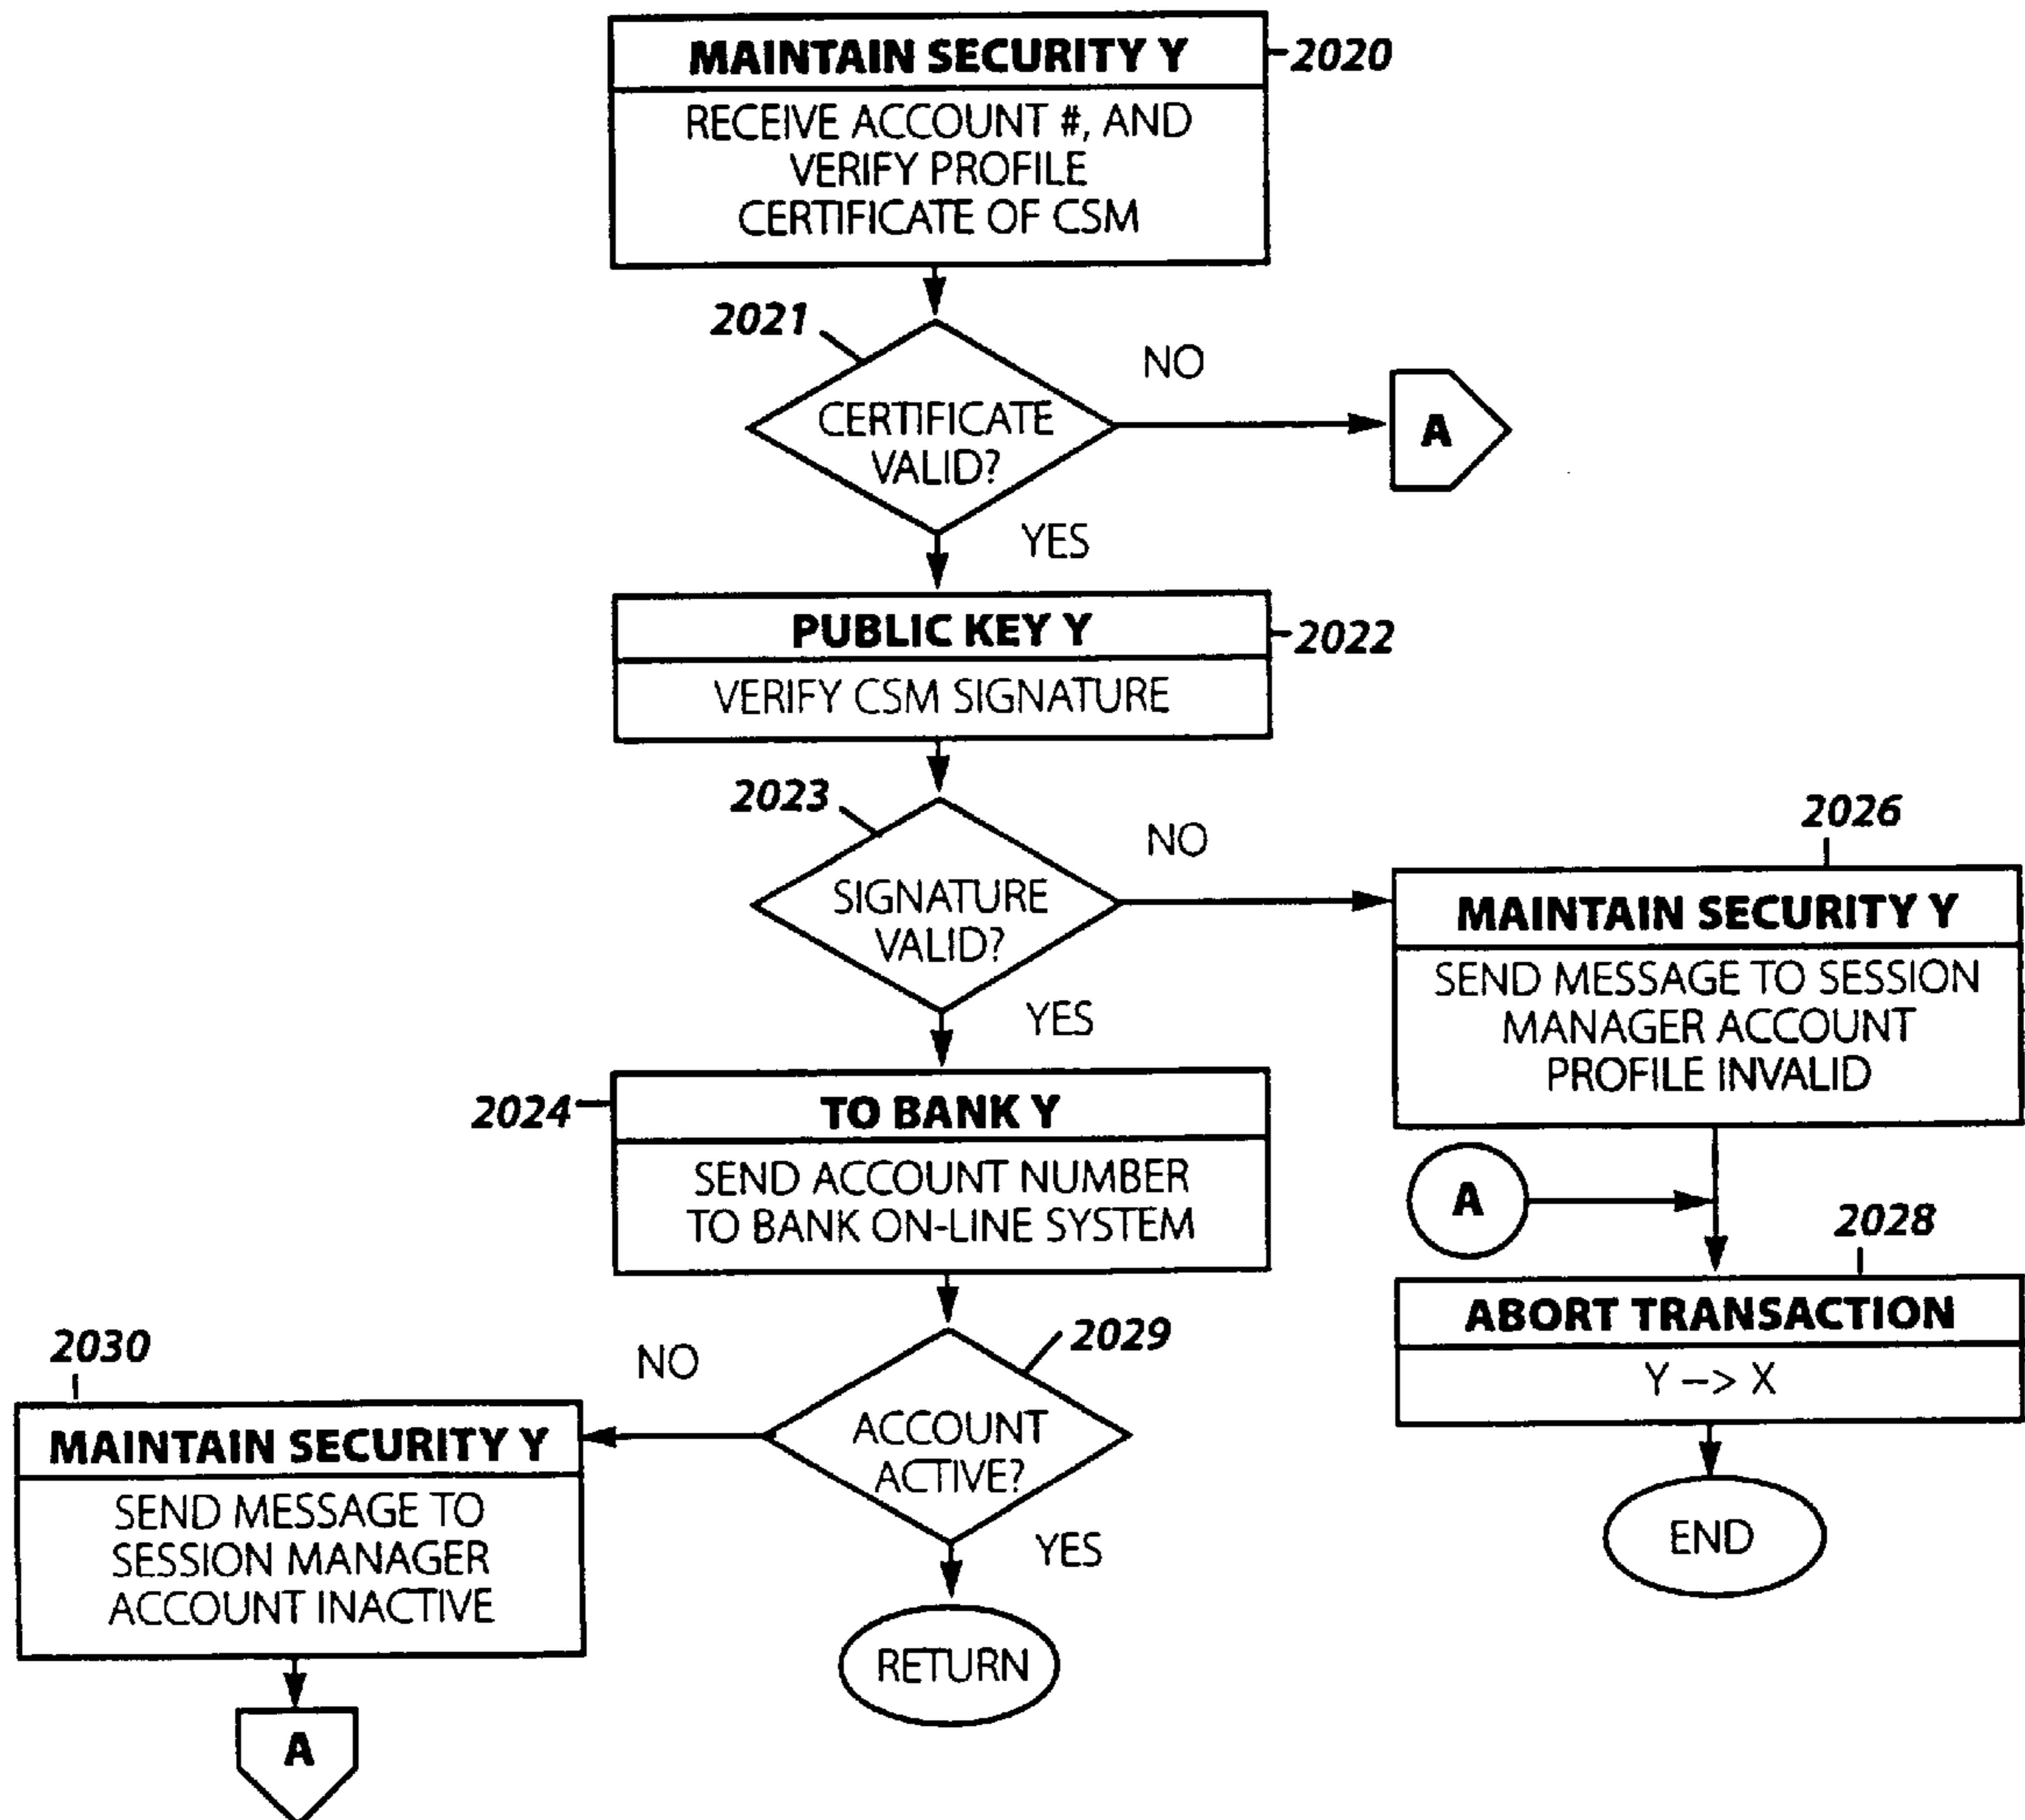 MAINTAIN SECURITY Y
2020
RECEIVE ACCOUNT #, AND
VERIFY PROFILE
CERTIFICATE OF CSM
2021
NO
CERTIFICATE
VALID?
A
YES
PUBLIC KEY Y
2022
VERIFY CSM SIGNATURE
2023
NO
SIGNATURE
VALID?
YES
2026
MAINTAIN SECURITY Y
SEND MESSAGE TO SESSION
MANAGER ACCOUNT
PROFILE INVALID
2024
TO BANK Y
SEND ACCOUNT NUMBER
TO BANK ON-LINE SYSTEM
A
2028
ABORT TRANSACTION
Y –> X
END
2029
NO
ACCOUNT
ACTIVE?
YES
RETURN
2030
MAINTAIN SECURITY Y
SEND MESSAGE TO
SESSION MANAGER
ACCOUNT INACTIVE
A